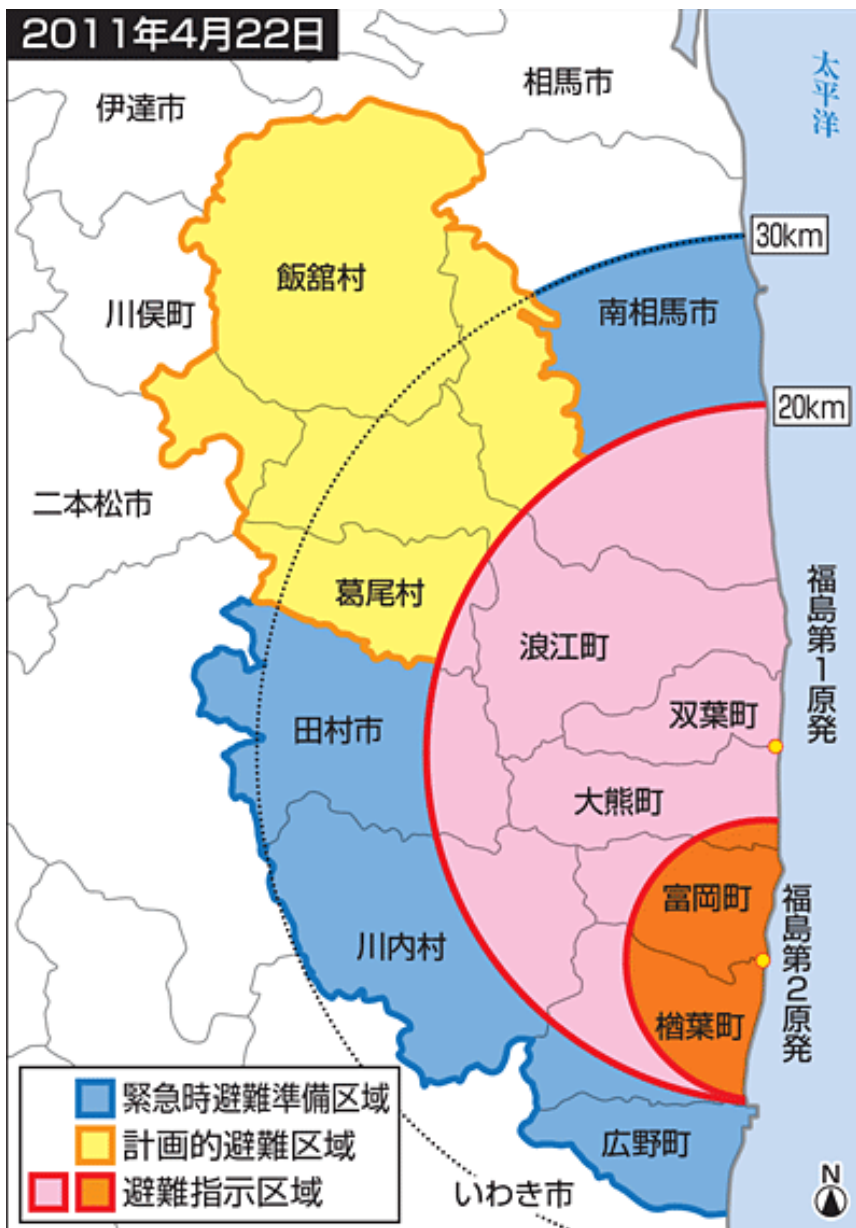 2011年4月22日
伊達市
相馬市
太平洋
30km
飯舘村
川俣町
南相馬市
20km
二本松市
葛尾村
福島第1原発
浪江町
双葉町
田村市
大熊町
富岡町
福島第2原発
川内村
楢葉町
緊急時避難準備区域
計画的避難区域
避難指示区域
広野町
いわき市
N